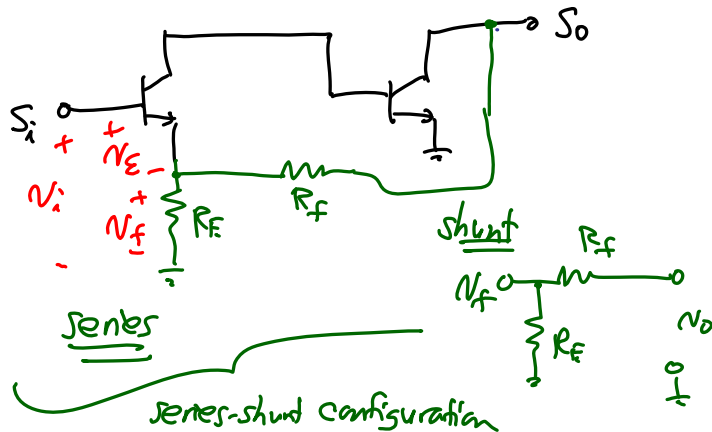 So
Si
+
+
Vε
-
Vi
+
Vf
-
-
RE
Rf
shunt
Rf
Vf
RE
Vo
series
series-shunt configuration